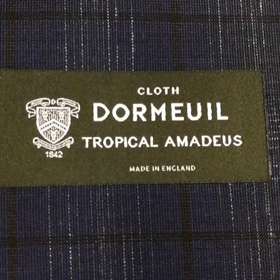 CLOTH
DORMEUIL
TROPICAL AMADEUS
1842
MADE IN ENGLAND